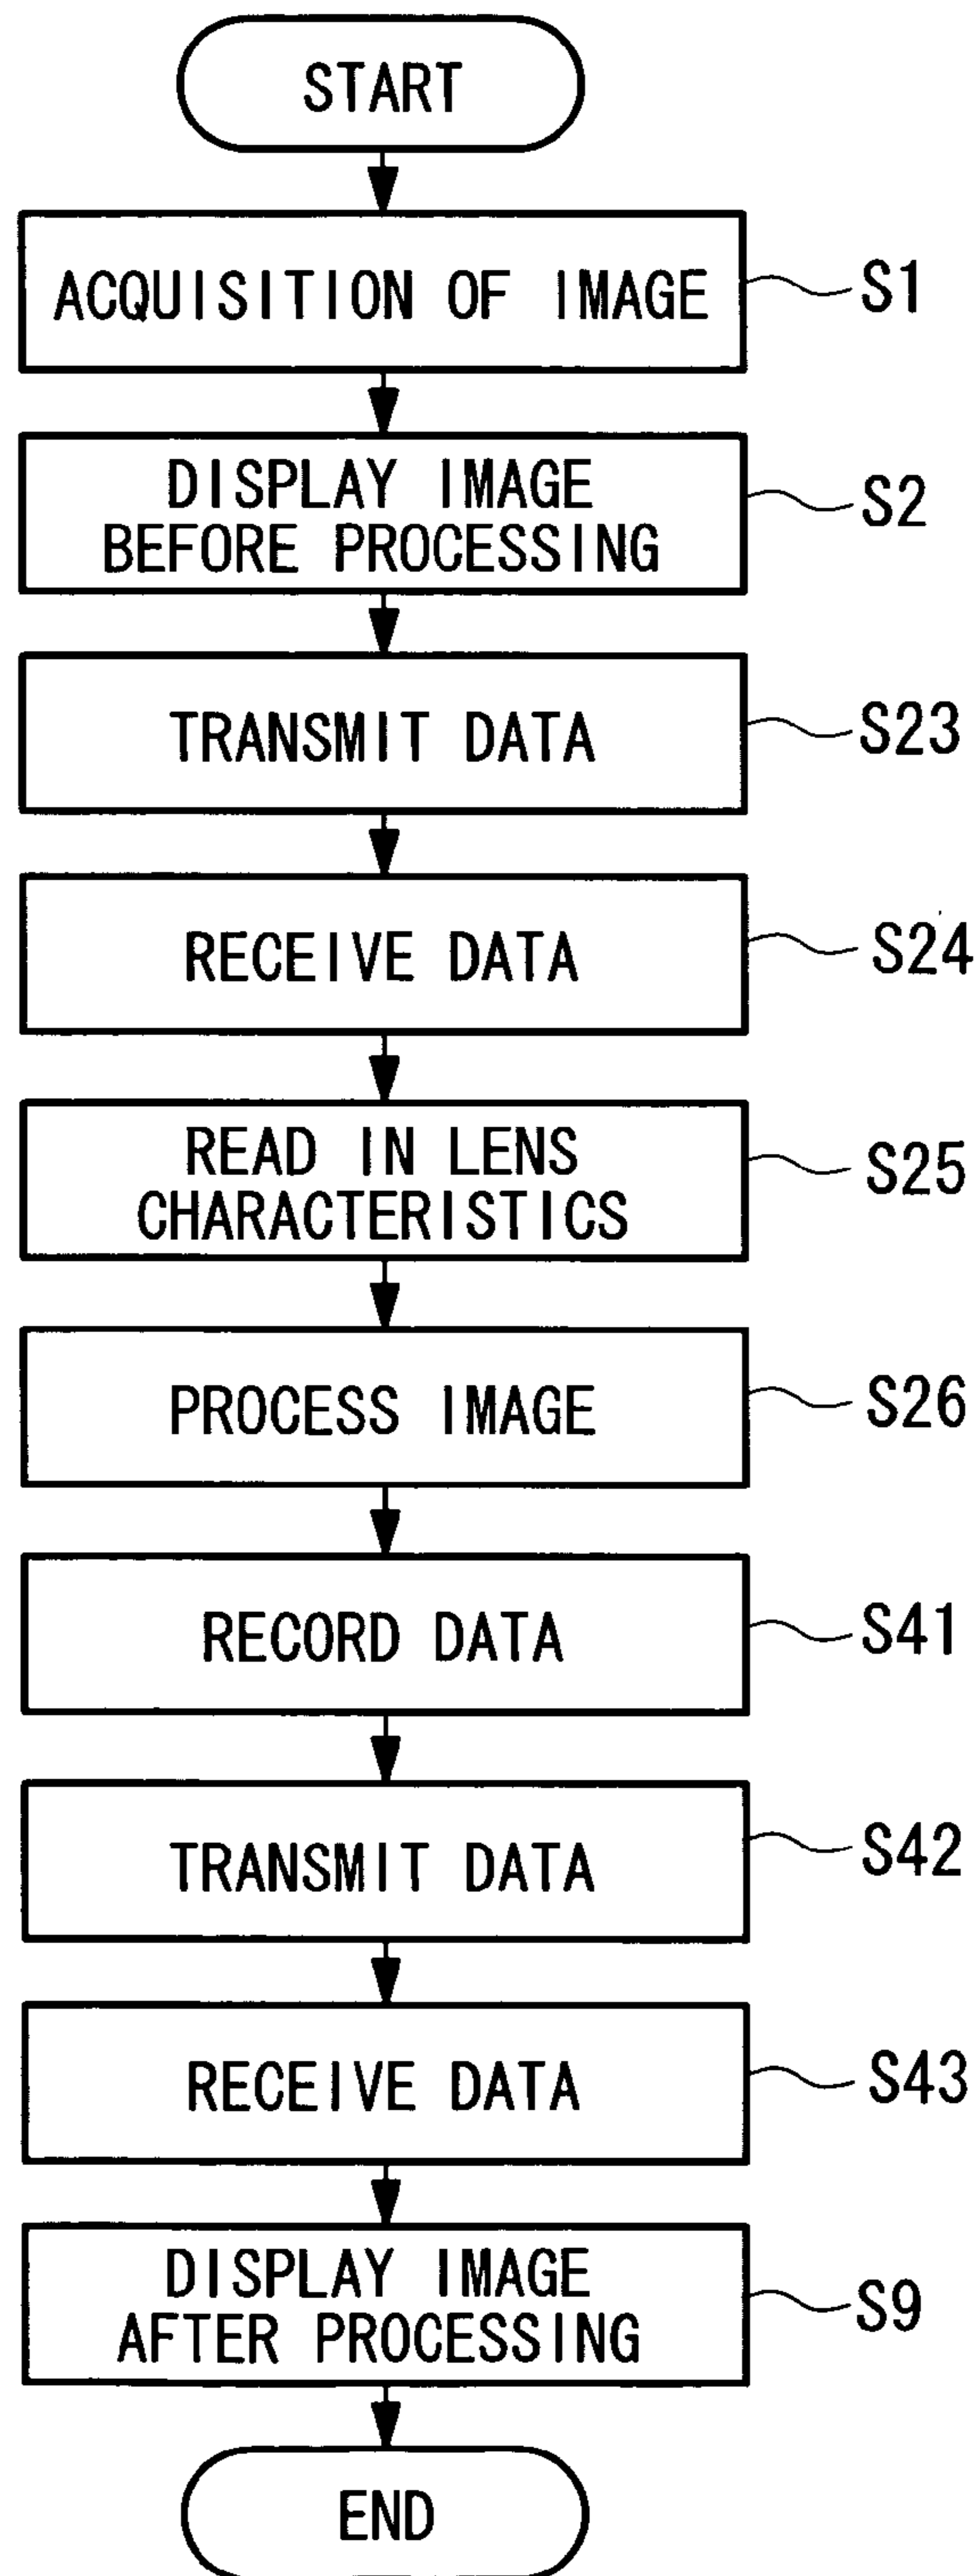 START
ACQUISITION OF IMAGE
S1
DISPLAY IMAGE
BEFORE PROCESSING
S2
TRANSMIT DATA
S23
RECEIVE DATA
S24
READ IN LENS
CHARACTERISTICS
S25
PROCESS IMAGE
S26
RECORD DATA
S41
TRANSMIT DATA
S42
RECEIVE DATA
S43
DISPLAY IMAGE
AFTER PROCESSING
S9
END